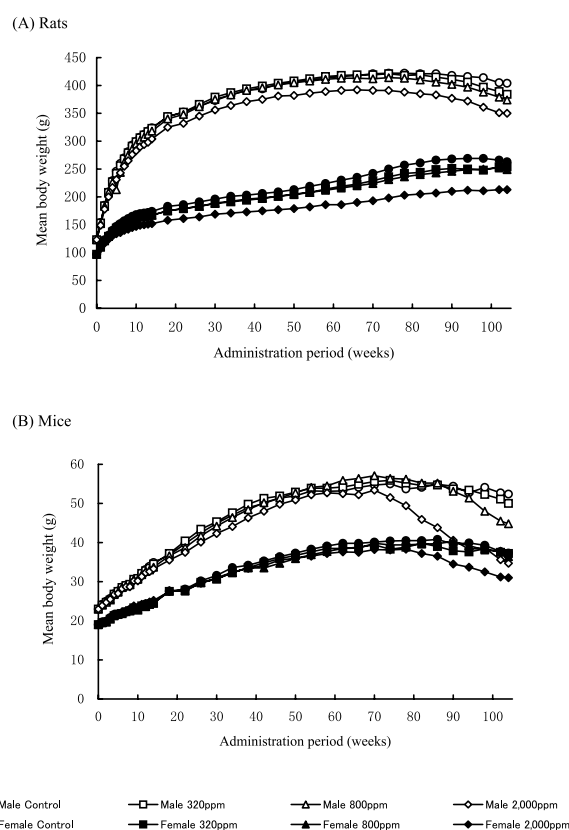 (A) Rats
450
400
350
300
250
200
150
100
50
0
Mean body weight (g)
0 10 20 30 40 50 60 70 80 90 100
Administration period (weeks)
(B) Mice
60
50
40
30
20
10
0
Mean body weight (g)
0 10 20 30 40 50 60 70 80 90 100
Administration period (weeks)
Male Control Male 320ppm Male 800ppm Male 2,000ppm
Female Control Female 320ppm Female 800ppm Female 2,000ppm